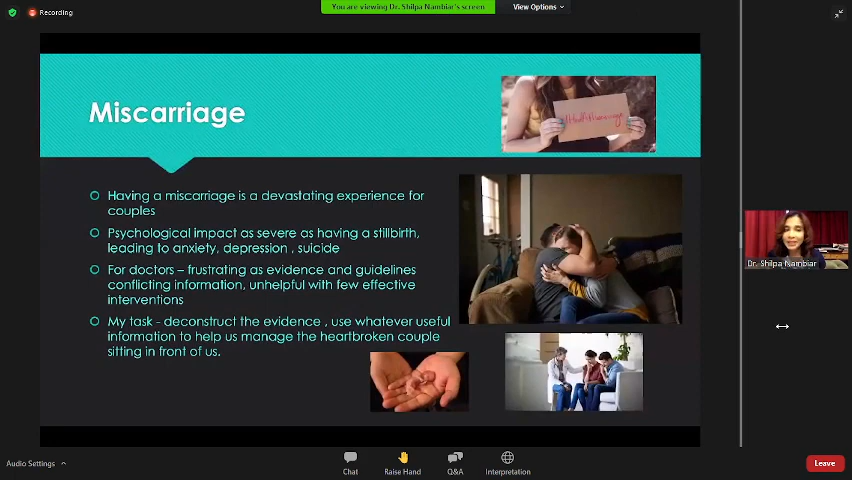 Recording
You are viewing Dr. Shilpa Nambiar's screen
View Options
Miscarriage
Having a miscarriage is a devastating experience for
couples
Psychological impact as severe as having a stillbirth,
leading to anxiety, depression , suicide
For doctors – frustrating as evidence and guidelines
conflicting information, unhelpful with few effective
interventions
My task - deconstruct the evidence , use whatever useful
information to help us manage the heartbroken couple
sitting in front of us.
Dr. Shilpa Nambiar
Audio Settings
Chat
Raise Hand
Q&A
Interpretation
Leave